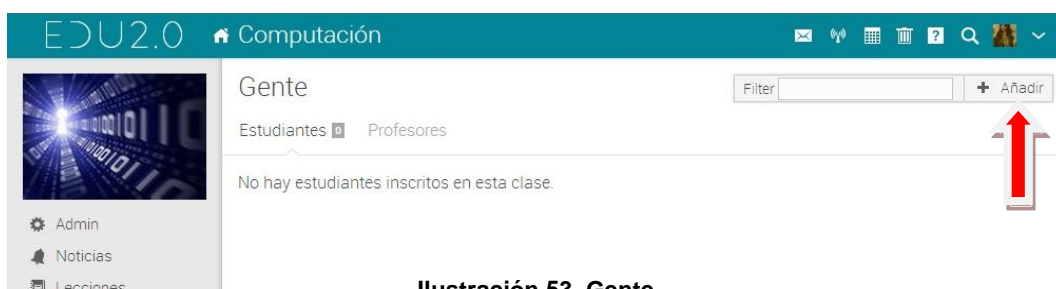 EDU2.0 Computación
Gente
Filter
+ Añadir
Estudiantes 0 Profesores
No hay estudiantes inscritos en esta clase.
Admin
Noticias
Lecciones
Ilustración 53. Gente